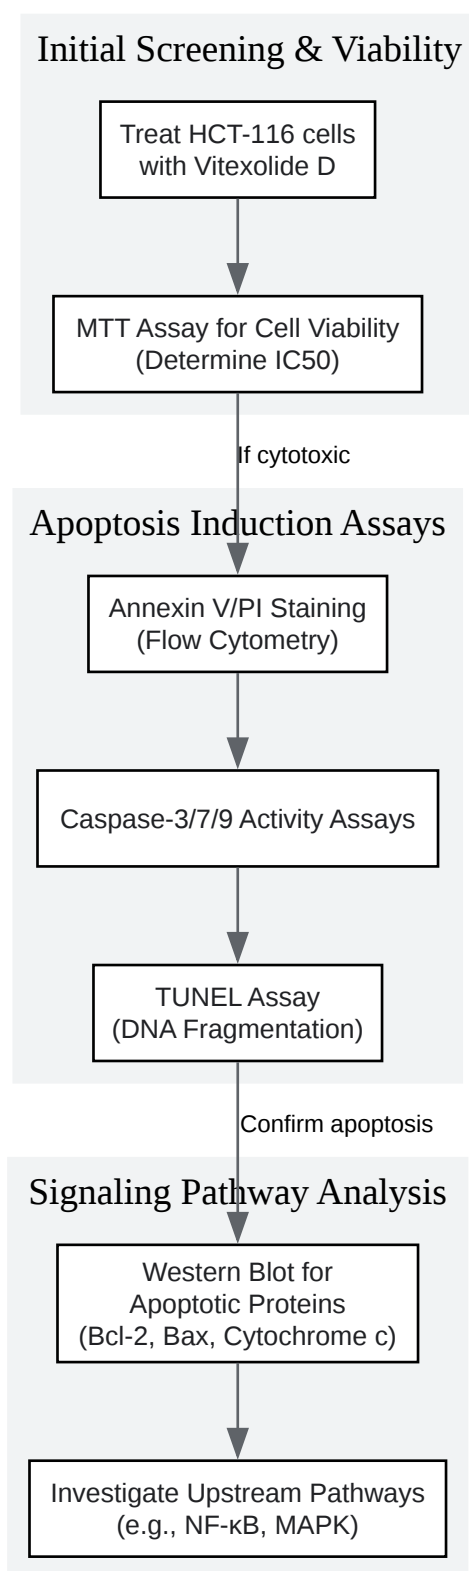 Initial Screening & Viability
Treat HCT-116 cells
with Vitexolide D
MTT Assay for Cell Viability
(Determine IC50)
If cytotoxic
Apoptosis Induction Assays
Annexin V/PI Staining
(Flow Cytometry)
Caspase-3/7/9 Activity Assays
TUNEL Assay
(DNA Fragmentation)
Confirm apoptosis
Signaling Pathway Analysis
Western Blot for
Apoptotic Proteins
(Bcl-2, Bax, Cytochrome c)
Investigate Upstream Pathways
(e.g., NF-κB, MAPK)